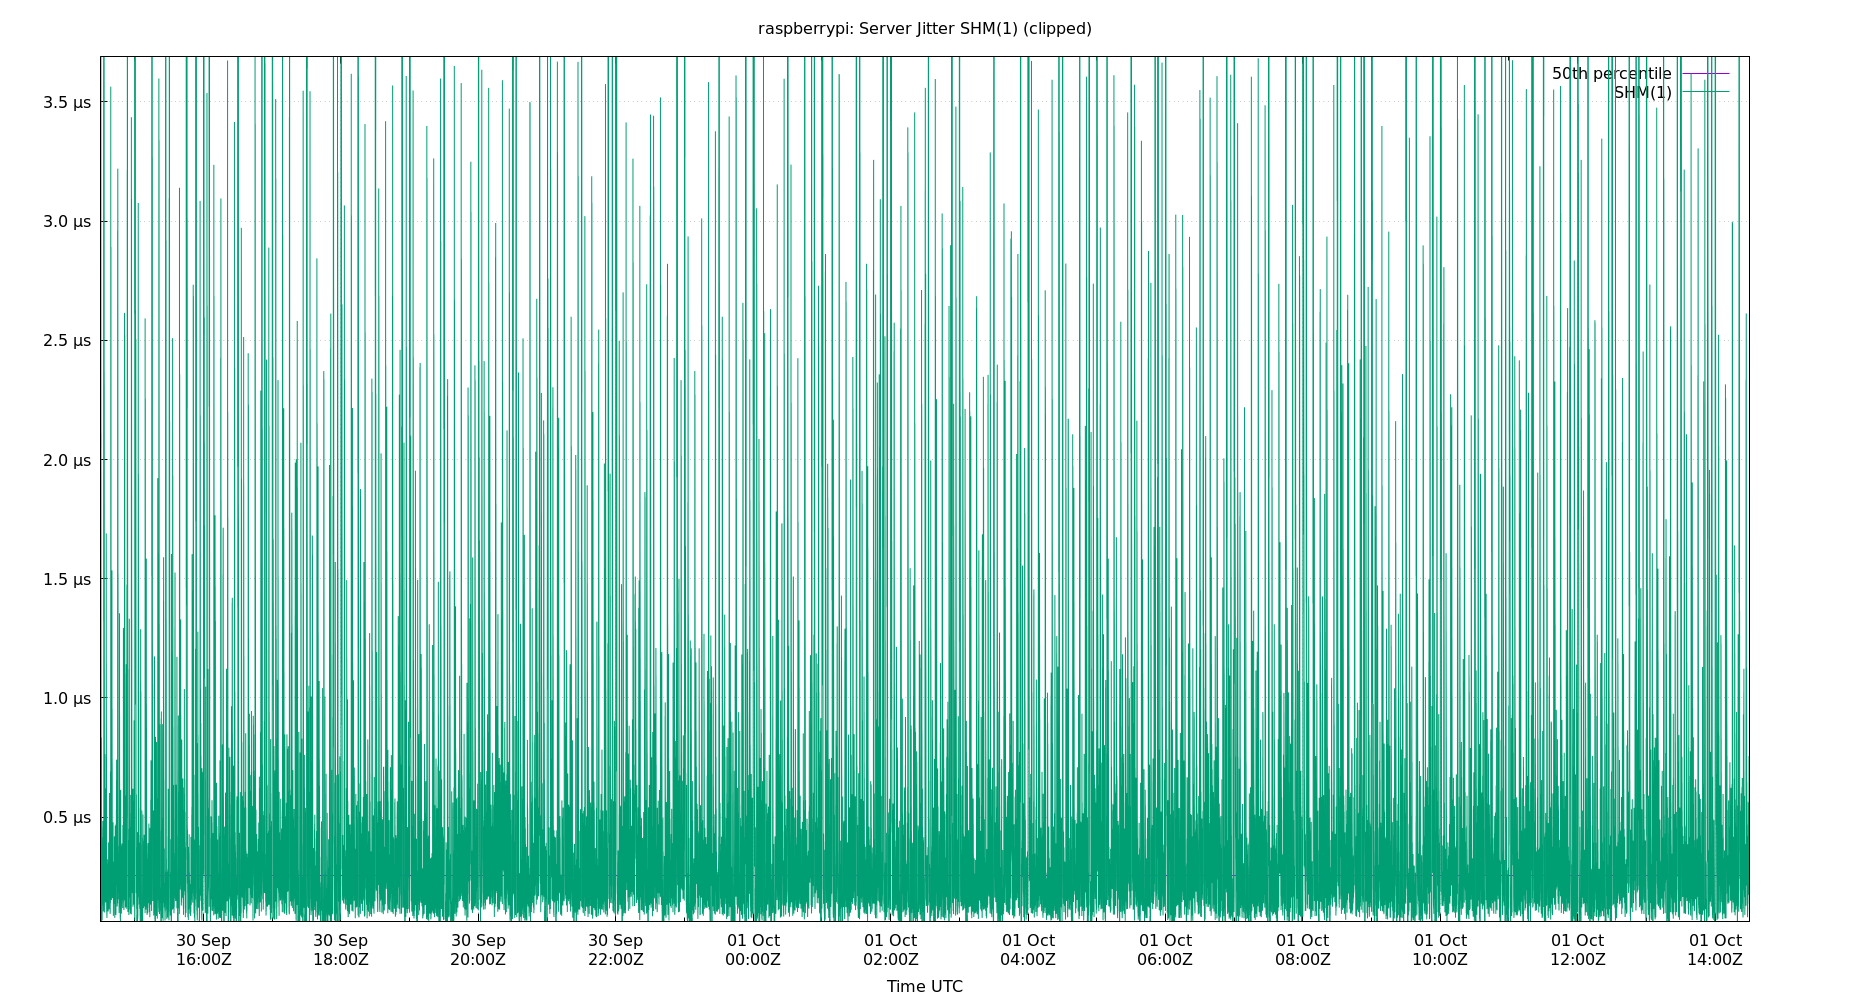 raspberrypi: Server Jitter SHM(1) (clipped)
50th percentile
SHM(1)
3.5 µs
3.0 µs
2.5 µs
2.0 µs
1.5 µs
1.0 µs
0.5 µs
30 Sep 30 Sep 30 Sep 30 Sep 01 Oct 01 Oct 01 Oct 01 Oct 01 Oct 01 Oct 01 Oct 01 Oct
16:00Z 18:00Z 20:00Z 22:00Z 00:00Z 02:00Z 04:00Z 06:00Z 08:00Z 10:00Z 12:00Z 14:00Z
Time UTC